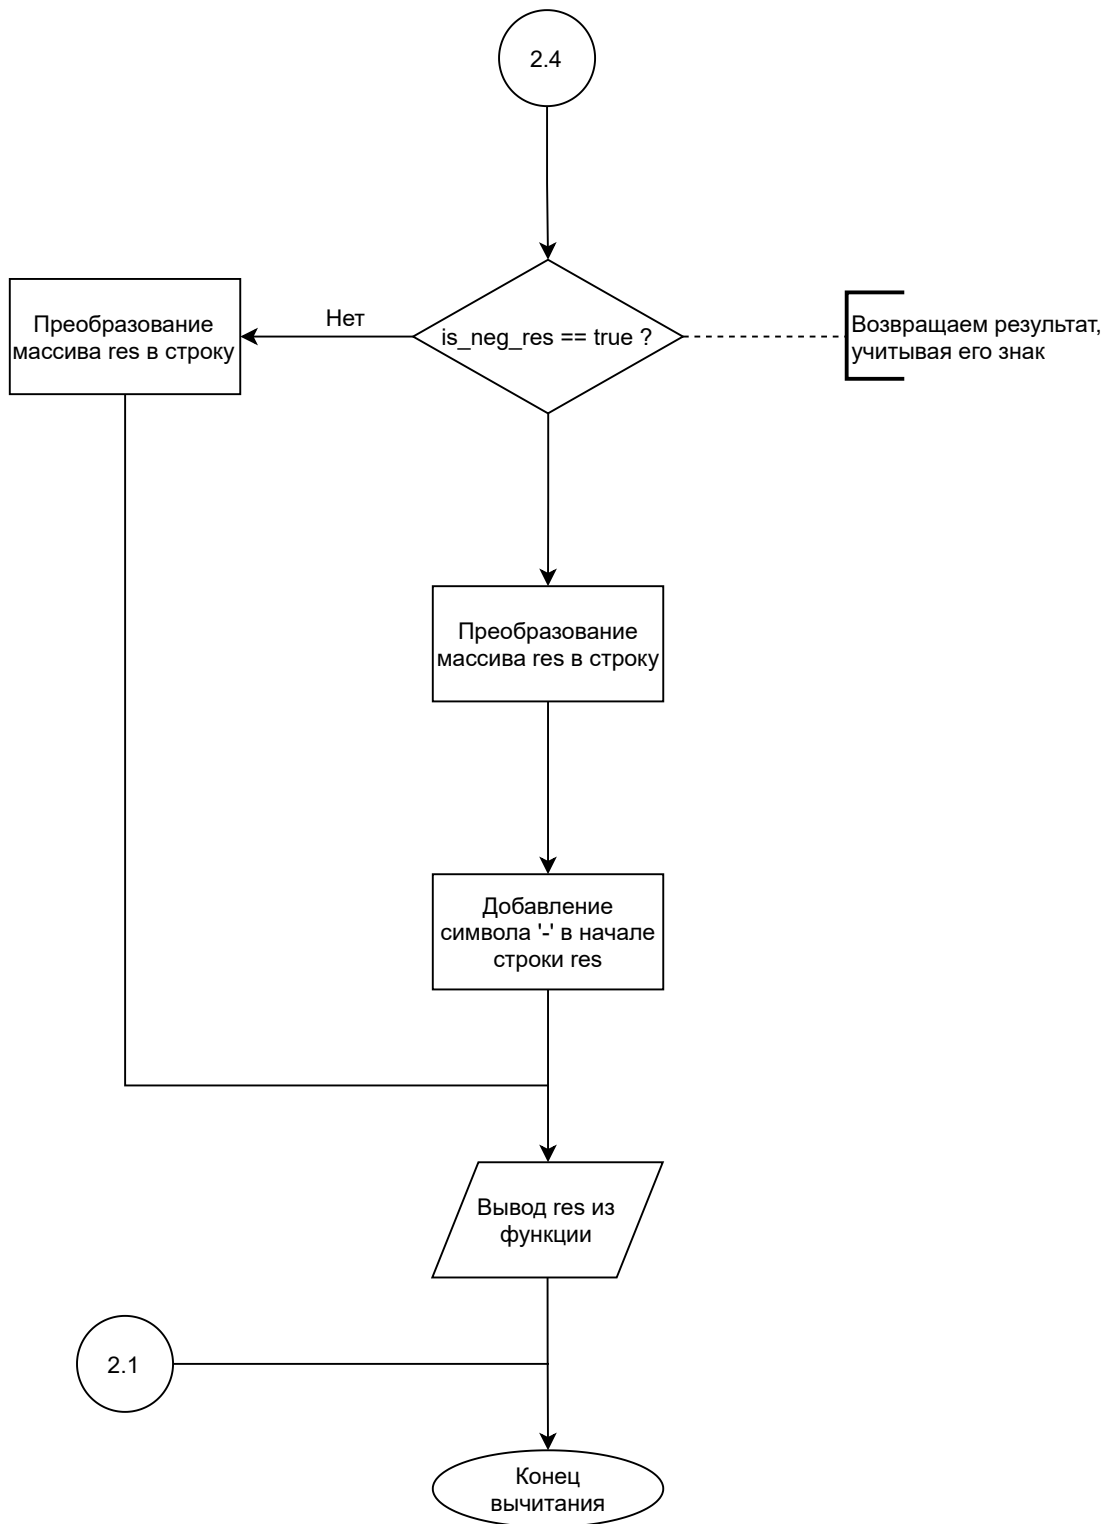 2.4
Преобразование
массива res в строку
Нет
is_neg_res == true ?
Возвращаем результат,
учитывая его знак
Преобразование
массива res в строку
Добавление
символа '-' в начале
строки res
Вывод res из
функции
2.1
Конец
вычитания